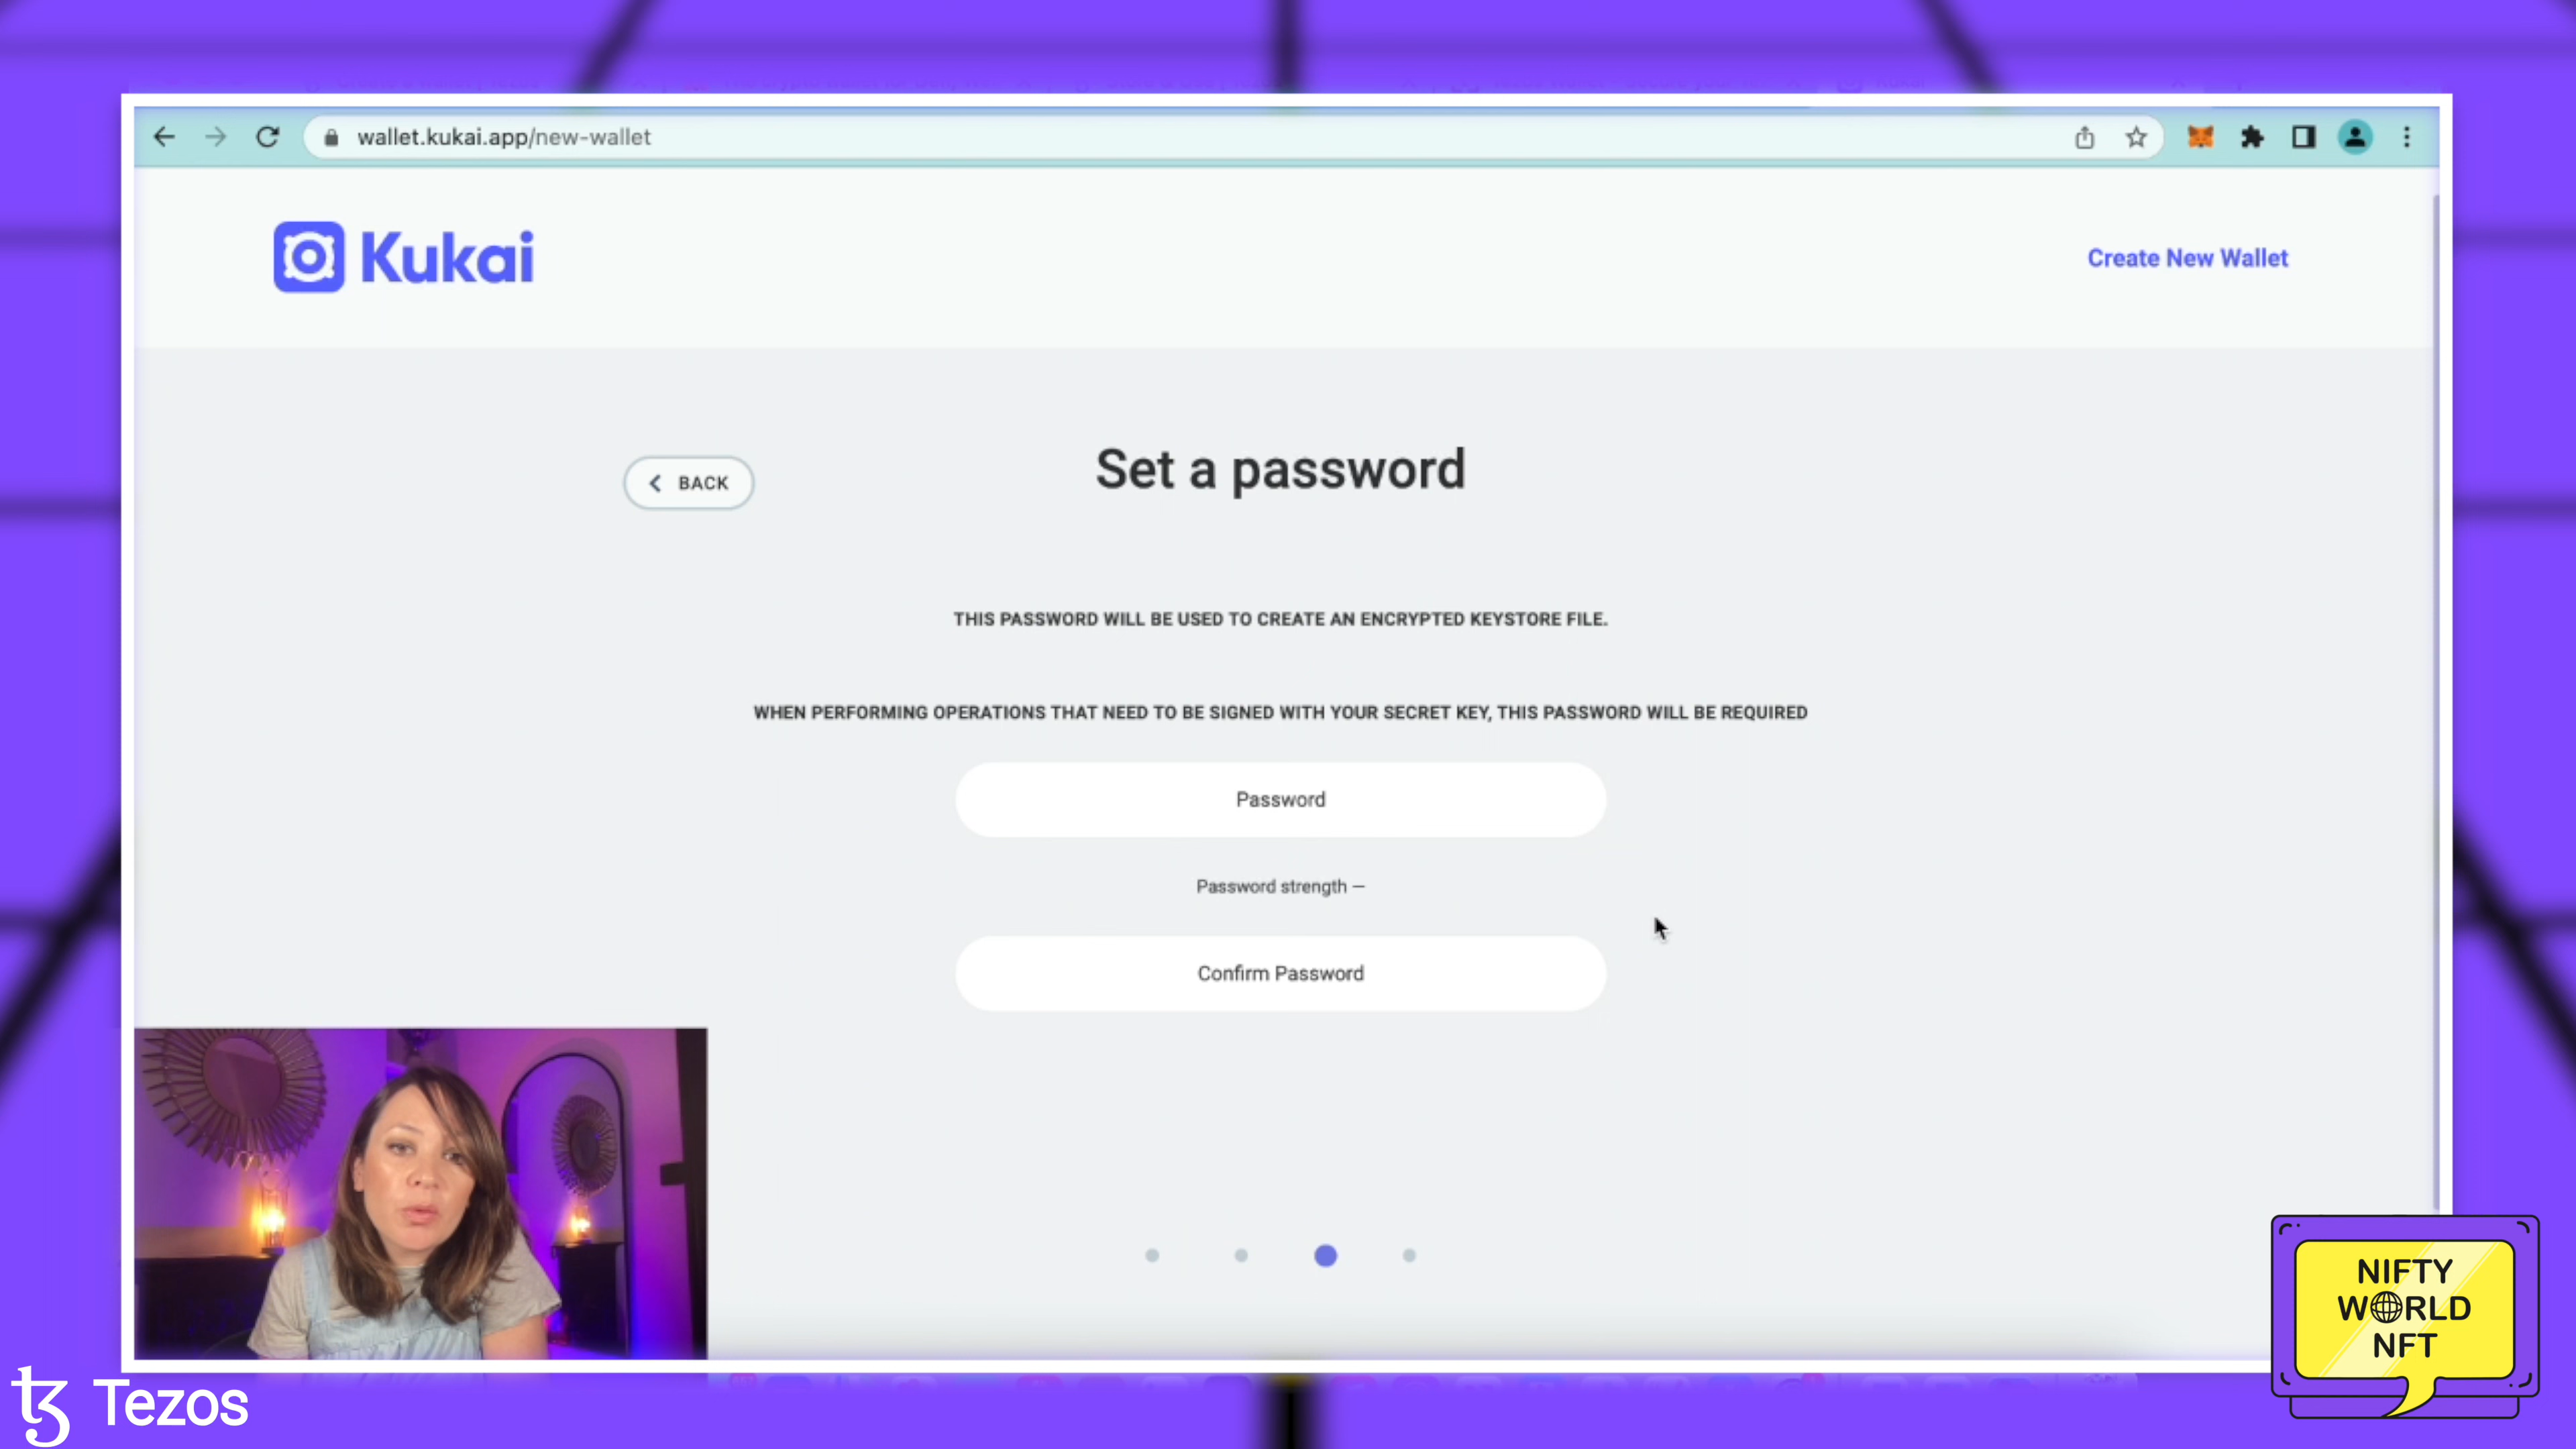 wallet.kukai.app/new-wallet
Kukai
Create New Wallet
BACK
Set a password
THIS PASSWORD WILL BE USED TO CREATE AN ENCRYPTED KEYSTORE FILE.
WHEN PERFORMING OPERATIONS THAT NEED TO BE SIGNED WITH YOUR SECRET KEY, THIS PASSWORD WILL BE REQUIRED
Password
Password strength —
Confirm Password
NIFTY
WORLD
NFT
Tezos